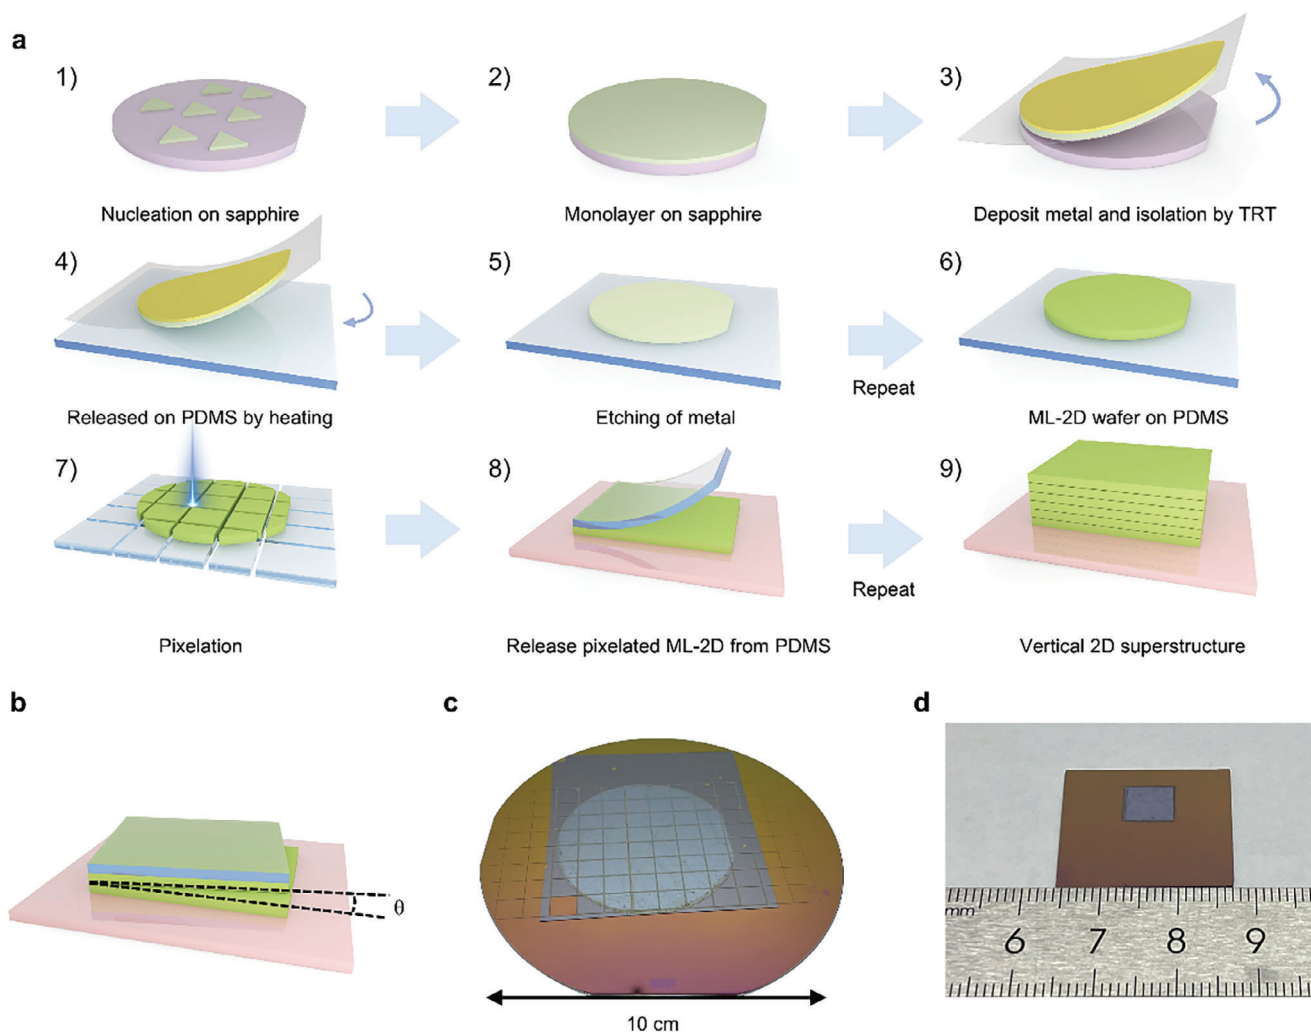 a
1)
2)
3)
Nucleation on sapphire
Monolayer on sapphire
Deposit metal and isolation by TRT
4)
5)
6)
Repeat
Released on PDMS by heating
Etching of metal
ML-2D wafer on PDMS
7)
8)
9)
Repeat
Pixelation
Release pixelated ML-2D from PDMS
Vertical 2D superstructure
b
c
d
θ
10 cm
mm
6 7 8 9